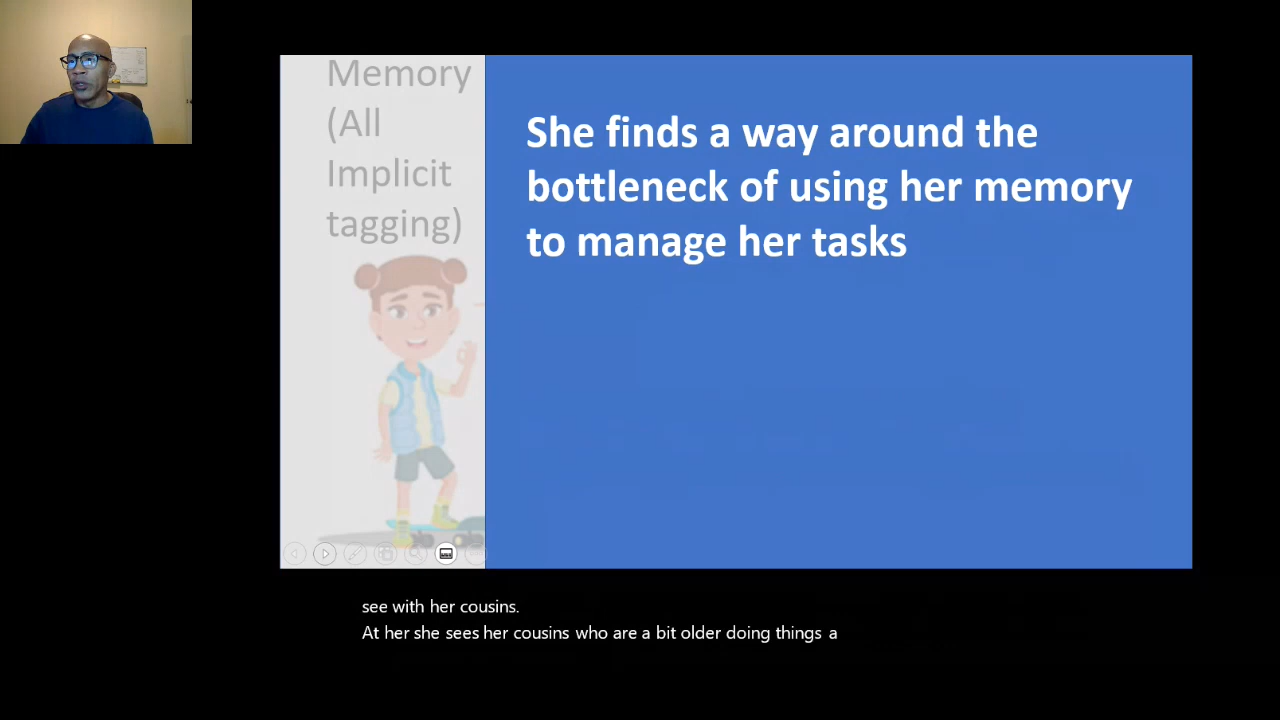 Memory
(All
Implicit
tagging)
She finds a way around the
bottleneck of using her memory
to manage her tasks
see with her cousins.
At her she sees her cousins who are a bit older doing things a